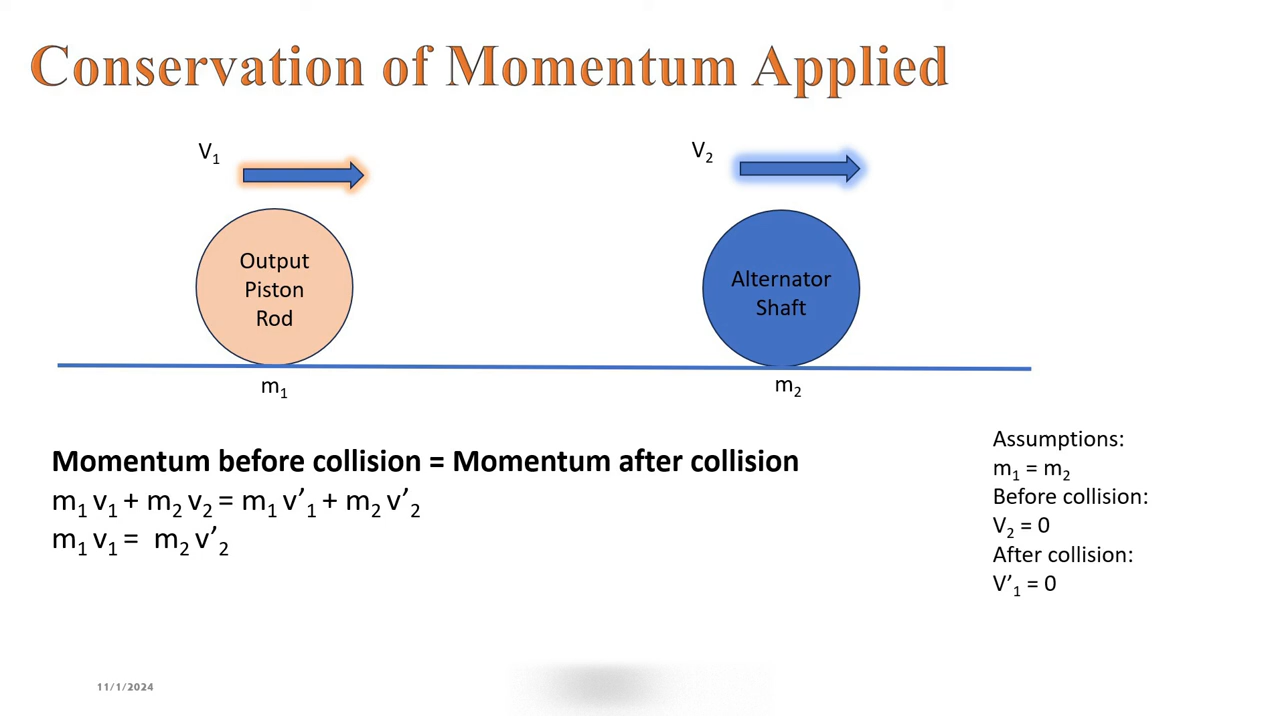 Conservation of Momentum Applied
V₁
V₂
Output
Piston
Rod
Alternator
Shaft
m₁
m₂
Momentum before collision = Momentum after collision
m₁ v₁ + m₂ v₂ = m₁ v’₁ + m₂ v’₂
m₁ v₁ = m₂ v’₂
Assumptions:
m₁ = m₂
Before collision:
V₂ = 0
After collision:
V’₁ = 0
11/1/2024